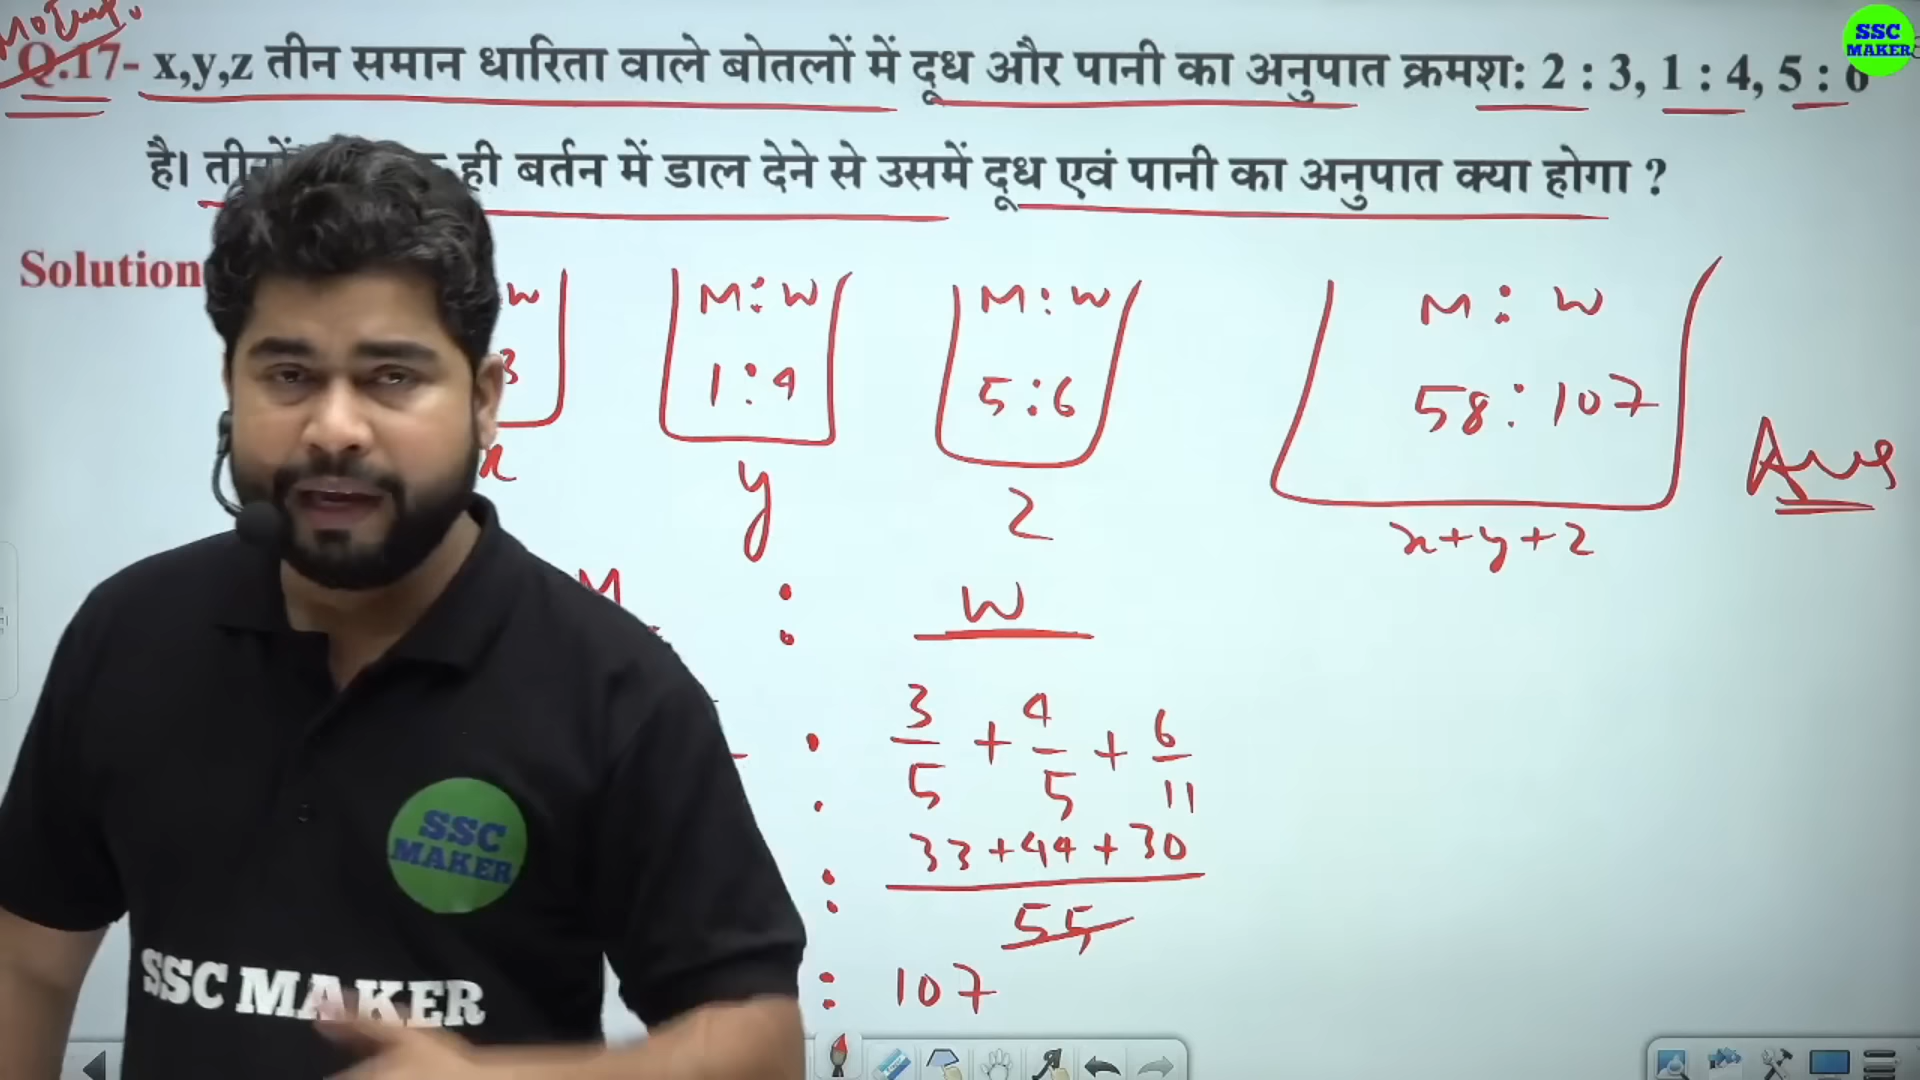 SSC MAKER
Q.17- x,y,z तीन समान धारिता वाले बोतलों में दूध और पानी का अनुपात क्रमश: 2 : 3, 1 : 4, 5 : 6
है। ही बर्तन में डाल देने से उसमें दूध एवं पानी का अनुपात क्या होगा ?
Solution
W M : W M : W M : W
3 1 : 4 5 : 6 58 : 107
x y z x+y+z Ans
M : W
: 3/5 + 4/5 + 6/11
: 33+44+30
55
: 107
SSC MAKER
SSC MAKER